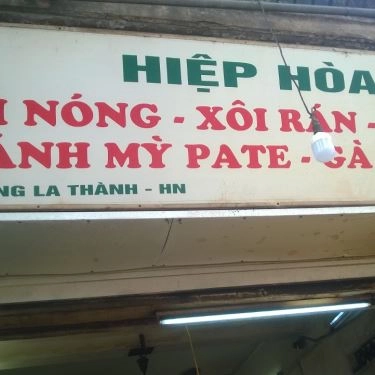 HIỆP HÒA
NÓNG - XÔI RÁN -
ÁNH MỲ PATE - GÀ
NG LA THÀNH - HN